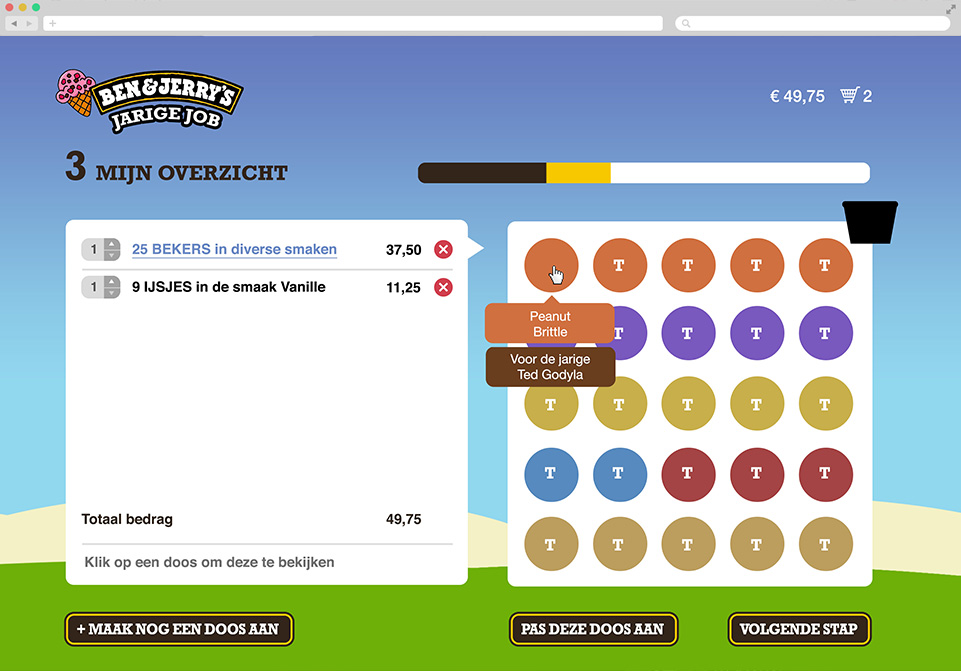 BEN & JERRY'S
JARIGE JOB
€ 49,75 2
3 MIJN OVERZICHT
1 25 BEKERS in diverse smaken 37,50
1 9 IJSJES in de smaak Vanille 11,25
Totaal bedrag 49,75
Klik op een doos om deze te bekijken
T T T T
Peanut
Brittle
T T T T
Voor de jarige
Ted Godyla
T T T T T
T T T T T
T T T T T
+ MAAK NOG EEN DOOS AAN
PAS DEZE DOOS AAN
VOLGENDE STAP